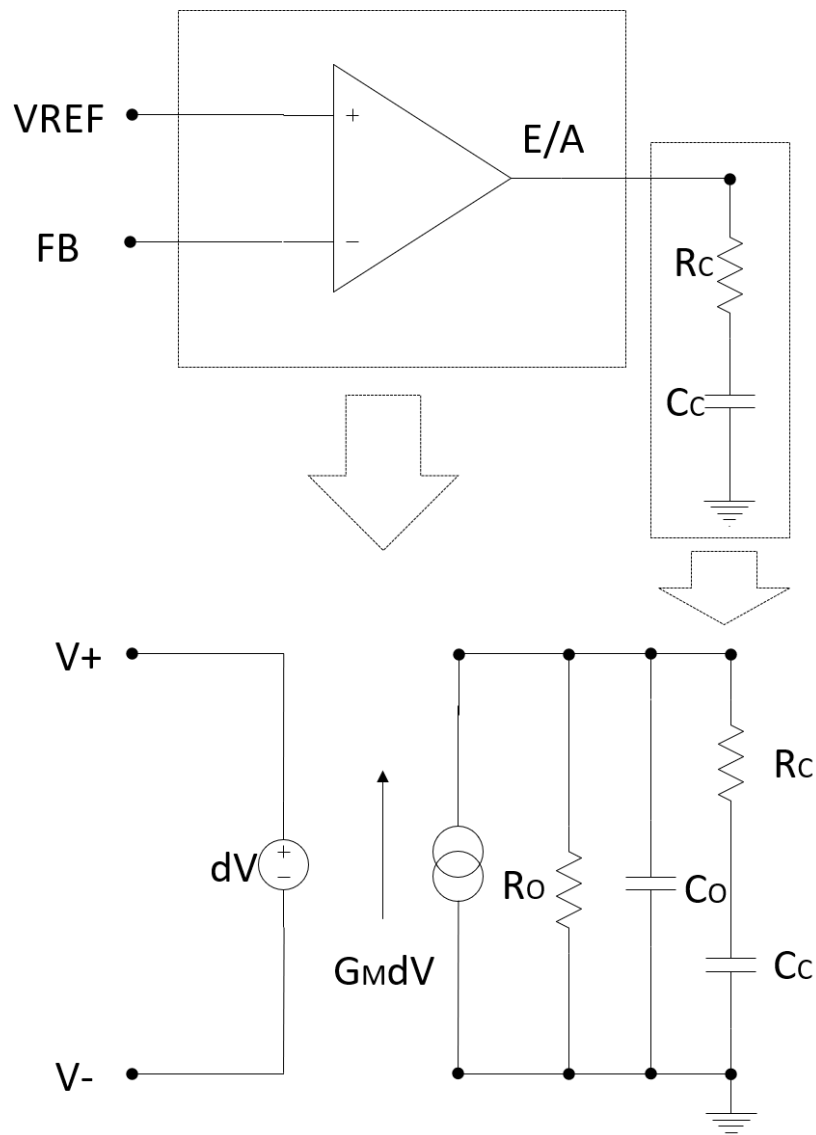 VREF
+
E/A
FB
−
RC
CC
V+
RC
dV
+
−
RO
CO
GMdV
CC
V-